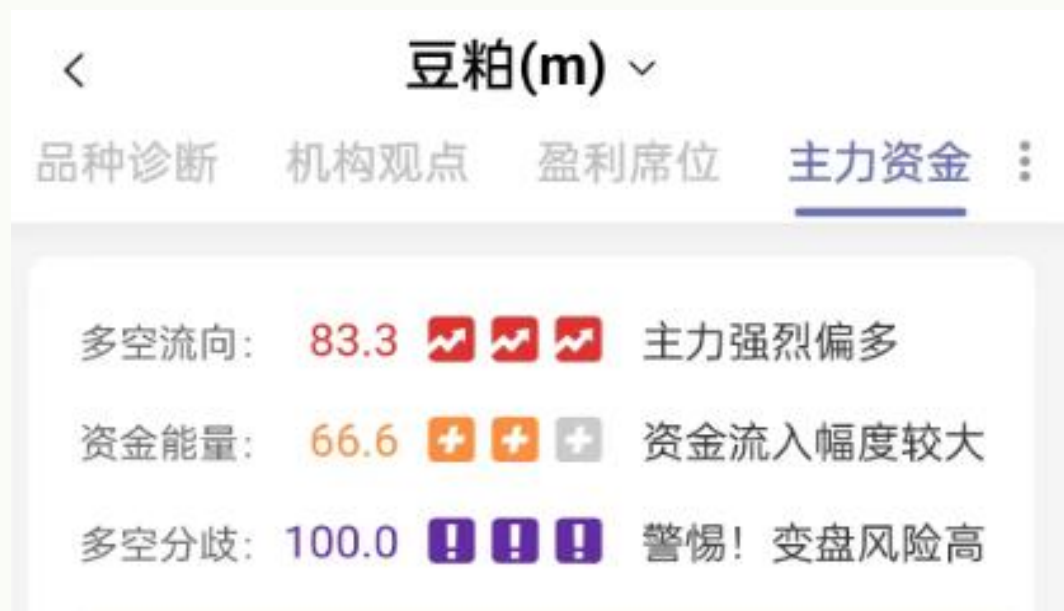 豆粕(m)
品种诊断 机构观点 盈利席位 主力资金
多空流向: 83.3 主力强烈偏多
资金能量: 66.6 资金流入幅度较大
多空分歧: 100.0 警惕！变盘风险高